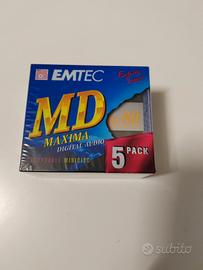 EMTEC
MD
MAXIMA
DIGITAL AUDIO
RECORDABLE MINIDISC
5 PACK
subito